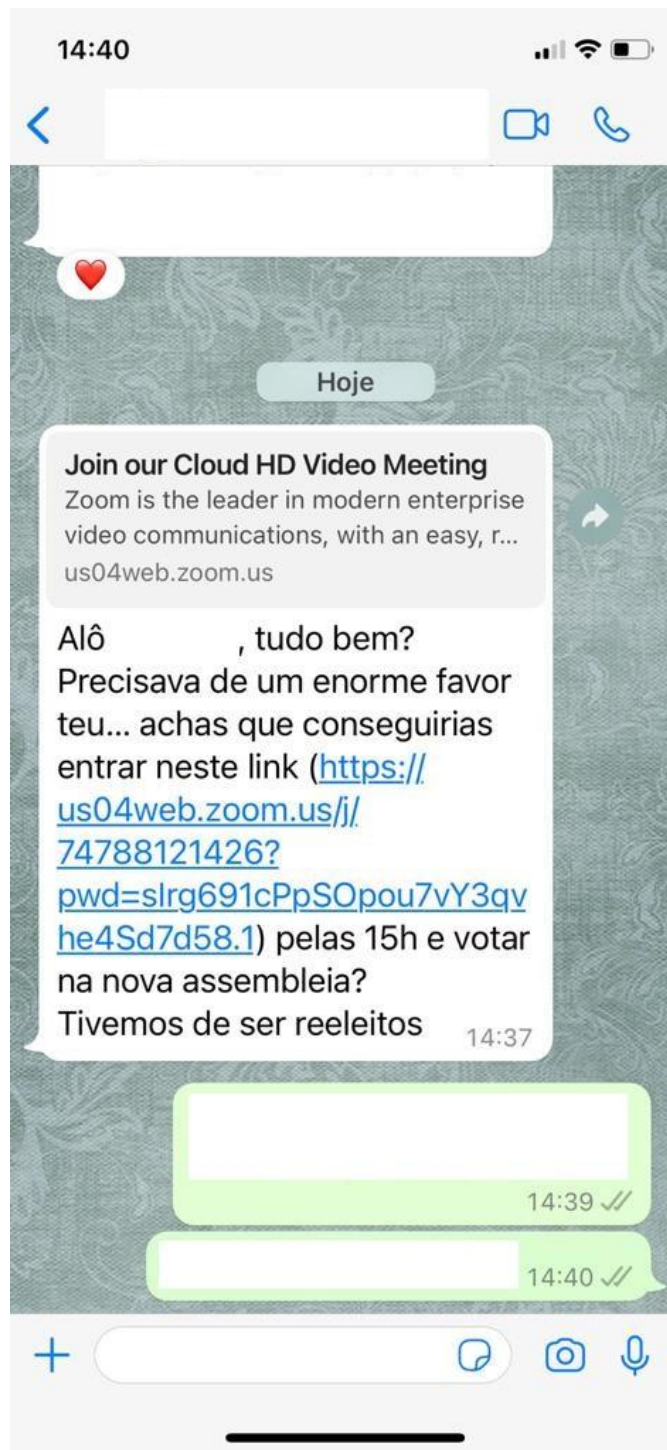 14:40
Hoje
Join our Cloud HD Video Meeting
Zoom is the leader in modern enterprise
video communications, with an easy, r...
us04web.zoom.us
Alô , tudo bem?
Precisava de um enorme favor
teu... achas que conseguirias
entrar neste link (https://
us04web.zoom.us/j/
74788121426?
pwd=slrg691cPpSOpou7vY3qv
he4Sd7d58.1) pelas 15h e votar
na nova assembleia?
Tivemos de ser reeleitos 14:37
14:39
14:40